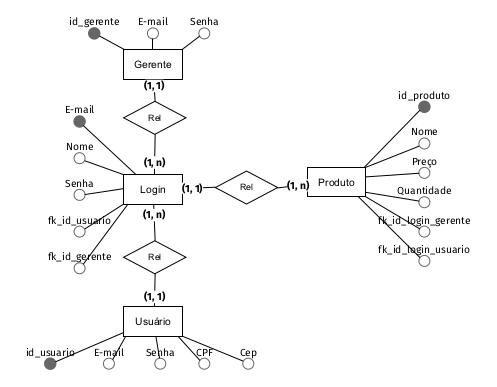 id_gerente
E-mail
Senha
Gerente
(1, 1)
Rel
(1, n)
E-mail
Nome
Senha
fk_id_usuario
fk_id_gerente
Login
(1, 1)
Rel
(1, n)
Produto
id_produto
Nome
Preço
Quantidade
fk_id_login_gerente
fk_id_login_usuario
(1, n)
Rel
(1, 1)
Usuário
id_usuario
E-mail
Senha
CPF
Cep